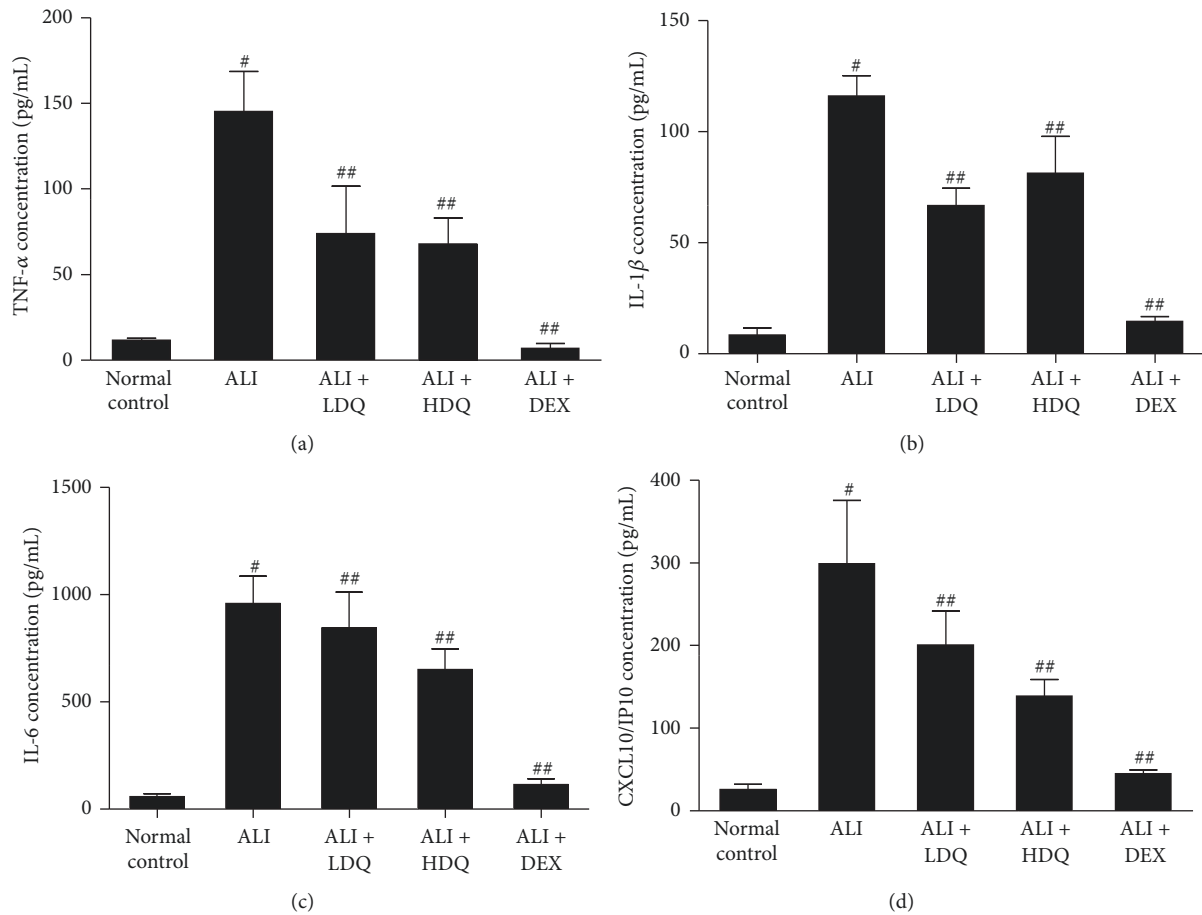 TNF-α concentration (pg/mL)
200
150
100
50
0
#
##
##
##
Normal
control
ALI
ALI +
LDQ
ALI +
HDQ
ALI +
DEX
(a)
IL-1β cconcentration (pg/mL)
150
100
50
0
#
##
##
##
Normal
control
ALI
ALI +
LDQ
ALI +
HDQ
ALI +
DEX
(b)
IL-6 concentration (pg/mL)
1500
1000
500
0
#
##
##
##
Normal
control
ALI
ALI +
LDQ
ALI +
HDQ
ALI +
DEX
(c)
CXCL10/IP10 concentration (pg/mL)
400
300
200
100
0
#
##
##
##
Normal
control
ALI
ALI +
LDQ
ALI +
HDQ
ALI +
DEX
(d)